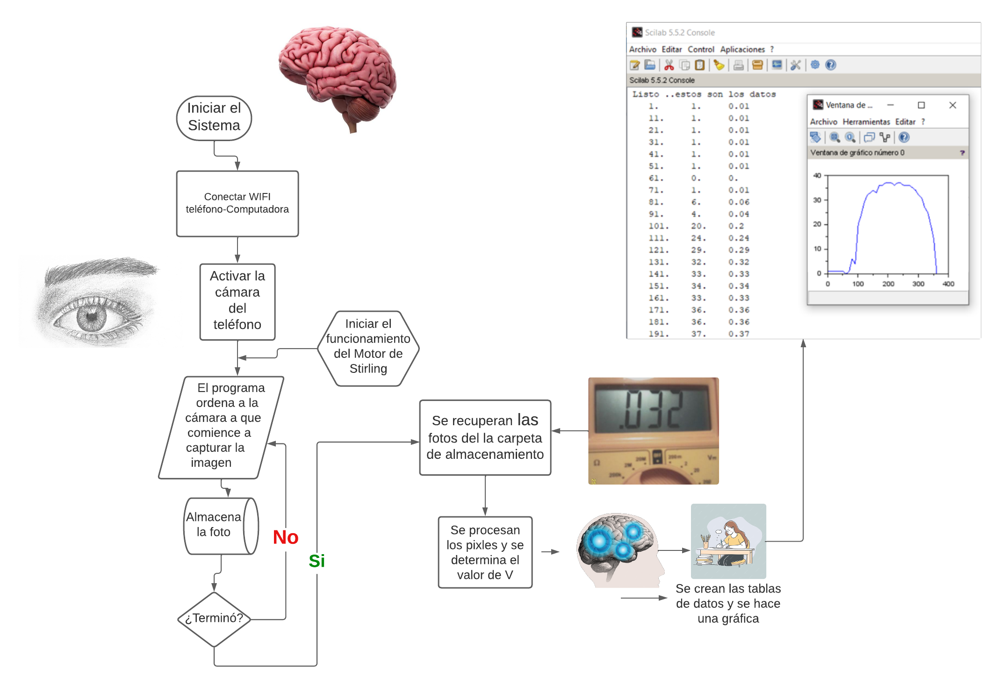 Iniciar el
Sistema
Conectar WIFI
teléfono-Computadora
Activar la
cámara
del
teléfono
Iniciar el
funcionamiento
del Motor de
Stirling
El programa
ordena a la
cámara a que
comience a
capturar la
imagen
Almacena
la foto
No
Si
¿Terminó?
Se recuperan las
fotos del la carpeta
de almacenamiento
.032
Ω
200k
2M
20M
OFF
200m
2
20
200
V
25
Se procesan
los pixles y se
determina el
valor de V
Se crean las tablas
de datos y se hace
una gráfica
Scilab 5.5.2 Console
Archivo Editar Control Aplicaciones ?
Scilab 5.5.2 Console
Listo ..estos son los datos
1. 1. 0.01
11. 1. 0.01
21. 1. 0.01
31. 1. 0.01
41. 1. 0.01
51. 1. 0.01
61. 0. 0.
71. 1. 0.01
81. 6. 0.06
91. 4. 0.04
101. 20. 0.2
111. 24. 0.24
121. 29. 0.29
131. 32. 0.32
141. 33. 0.33
151. 34. 0.34
161. 33. 0.33
171. 36. 0.36
181. 36. 0.36
191. 37. 0.37
Ventana de ...
Archivo Herramientas Editar ?
Ventana de gráfico número 0 ?
40
30
20
10
0
0 100 200 300 400